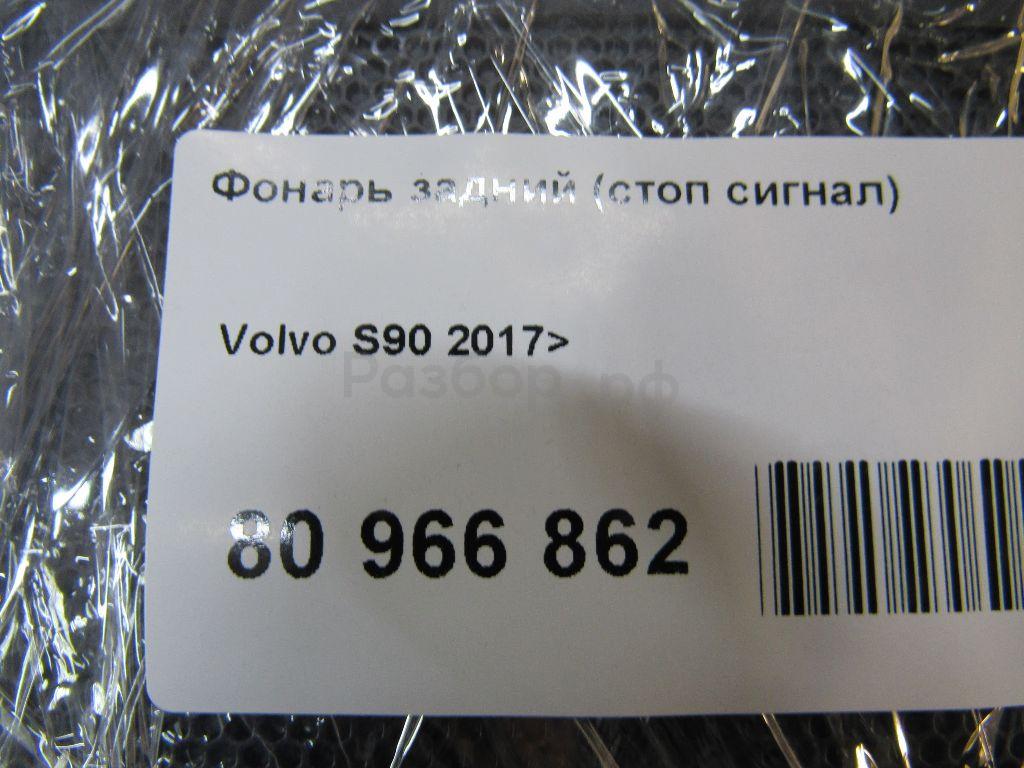 Фонарь задний (стоп сигнал)
Volvo S90 2017>
Разбор.рф
80 966 862